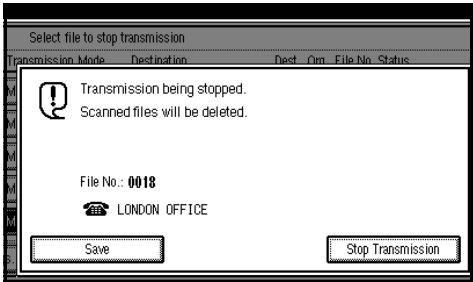 Select file to stop transmission
Transmission Mode Destination Dest. Org. File No. Status
Transmission being stopped.
Scanned files will be deleted.
File No.: 0018
LONDON OFFICE
Save Stop Transmission